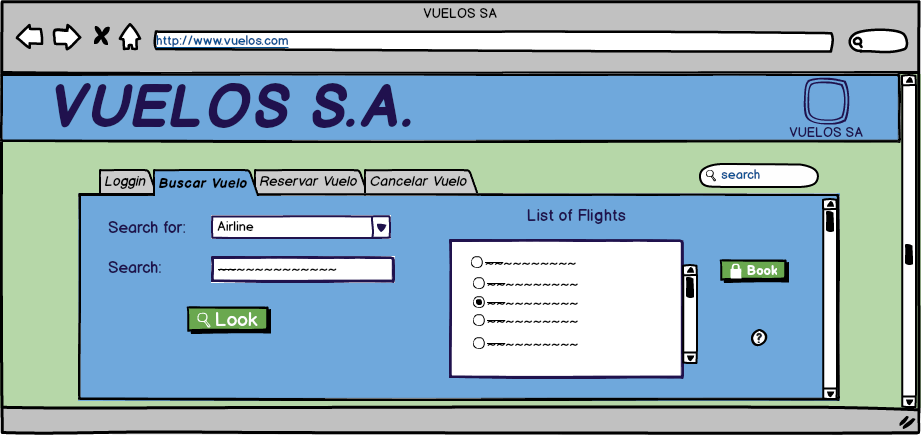 VUELOS SA
http://www.vuelos.com
VUELOS S.A.
VUELOS SA
Loggin
Buscar Vuelo
Reservar Vuelo
Cancelar Vuelo
search
Search for:
Airline
List of Flights
Search:
Book
Look
?